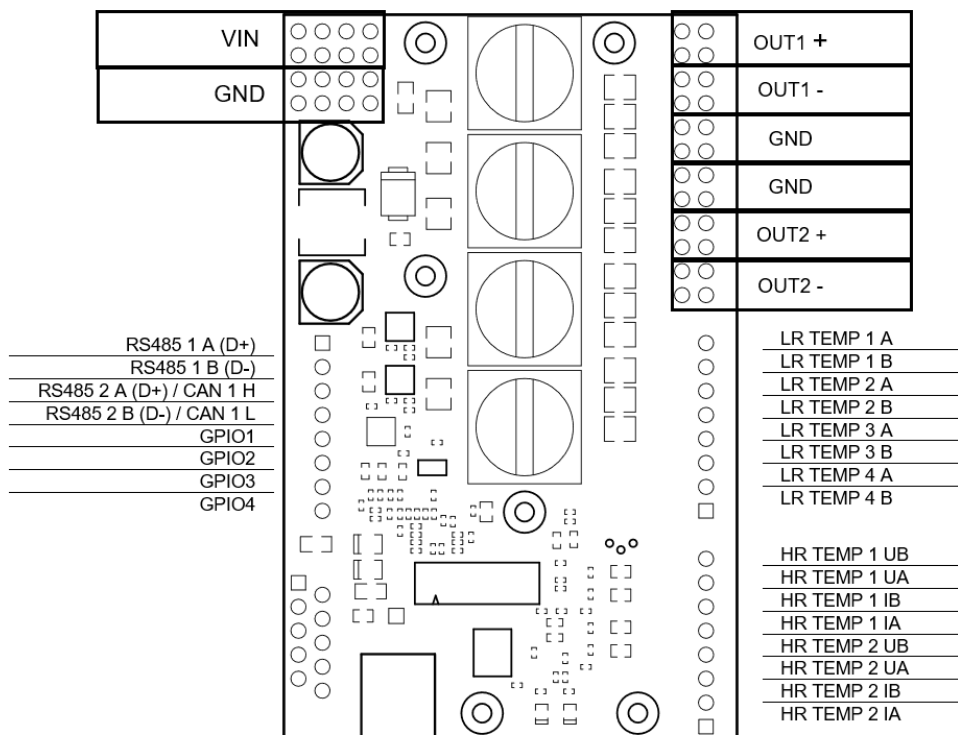 VIN
GND
OUT1 +
OUT1 -
GND
GND
OUT2 +
OUT2 -
RS485 1 A (D+)
RS485 1 B (D-)
RS485 2 A (D+) / CAN 1 H
RS485 2 B (D-) / CAN 1 L
GPIO1
GPIO2
GPIO3
GPIO4
LR TEMP 1 A
LR TEMP 1 B
LR TEMP 2 A
LR TEMP 2 B
LR TEMP 3 A
LR TEMP 3 B
LR TEMP 4 A
LR TEMP 4 B
HR TEMP 1 UB
HR TEMP 1 UA
HR TEMP 1 IB
HR TEMP 1 IA
HR TEMP 2 UB
HR TEMP 2 UA
HR TEMP 2 IB
HR TEMP 2 IA